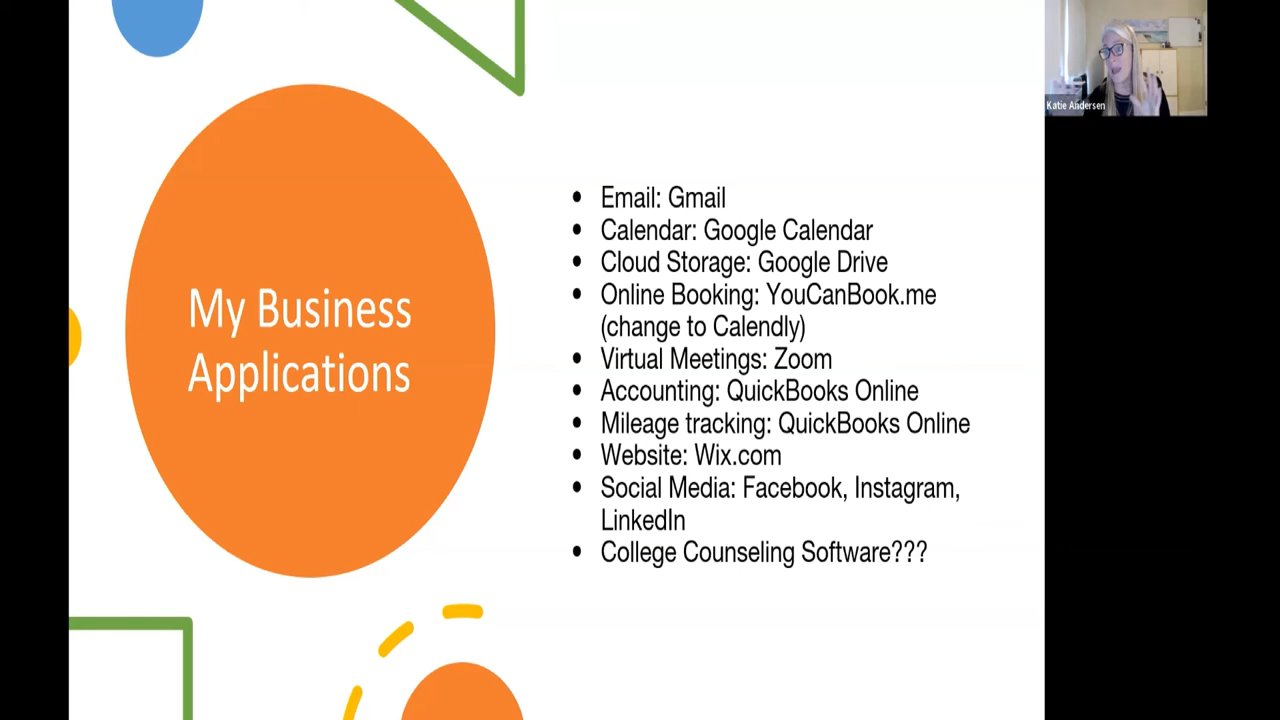 My Business
Applications
• Email: Gmail
• Calendar: Google Calendar
• Cloud Storage: Google Drive
• Online Booking: YouCanBook.me
(change to Calendly)
• Virtual Meetings: Zoom
• Accounting: QuickBooks Online
• Mileage tracking: QuickBooks Online
• Website: Wix.com
• Social Media: Facebook, Instagram,
LinkedIn
• College Counseling Software???
Katie Andersen